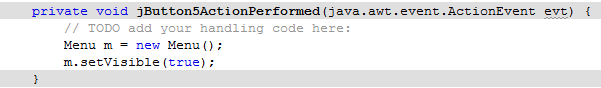 private void jButton5ActionPerformed(java.awt.event.ActionEvent evt) {
// TODO add your handling code here:
Menu m = new Menu();
m.setVisible(true);
}